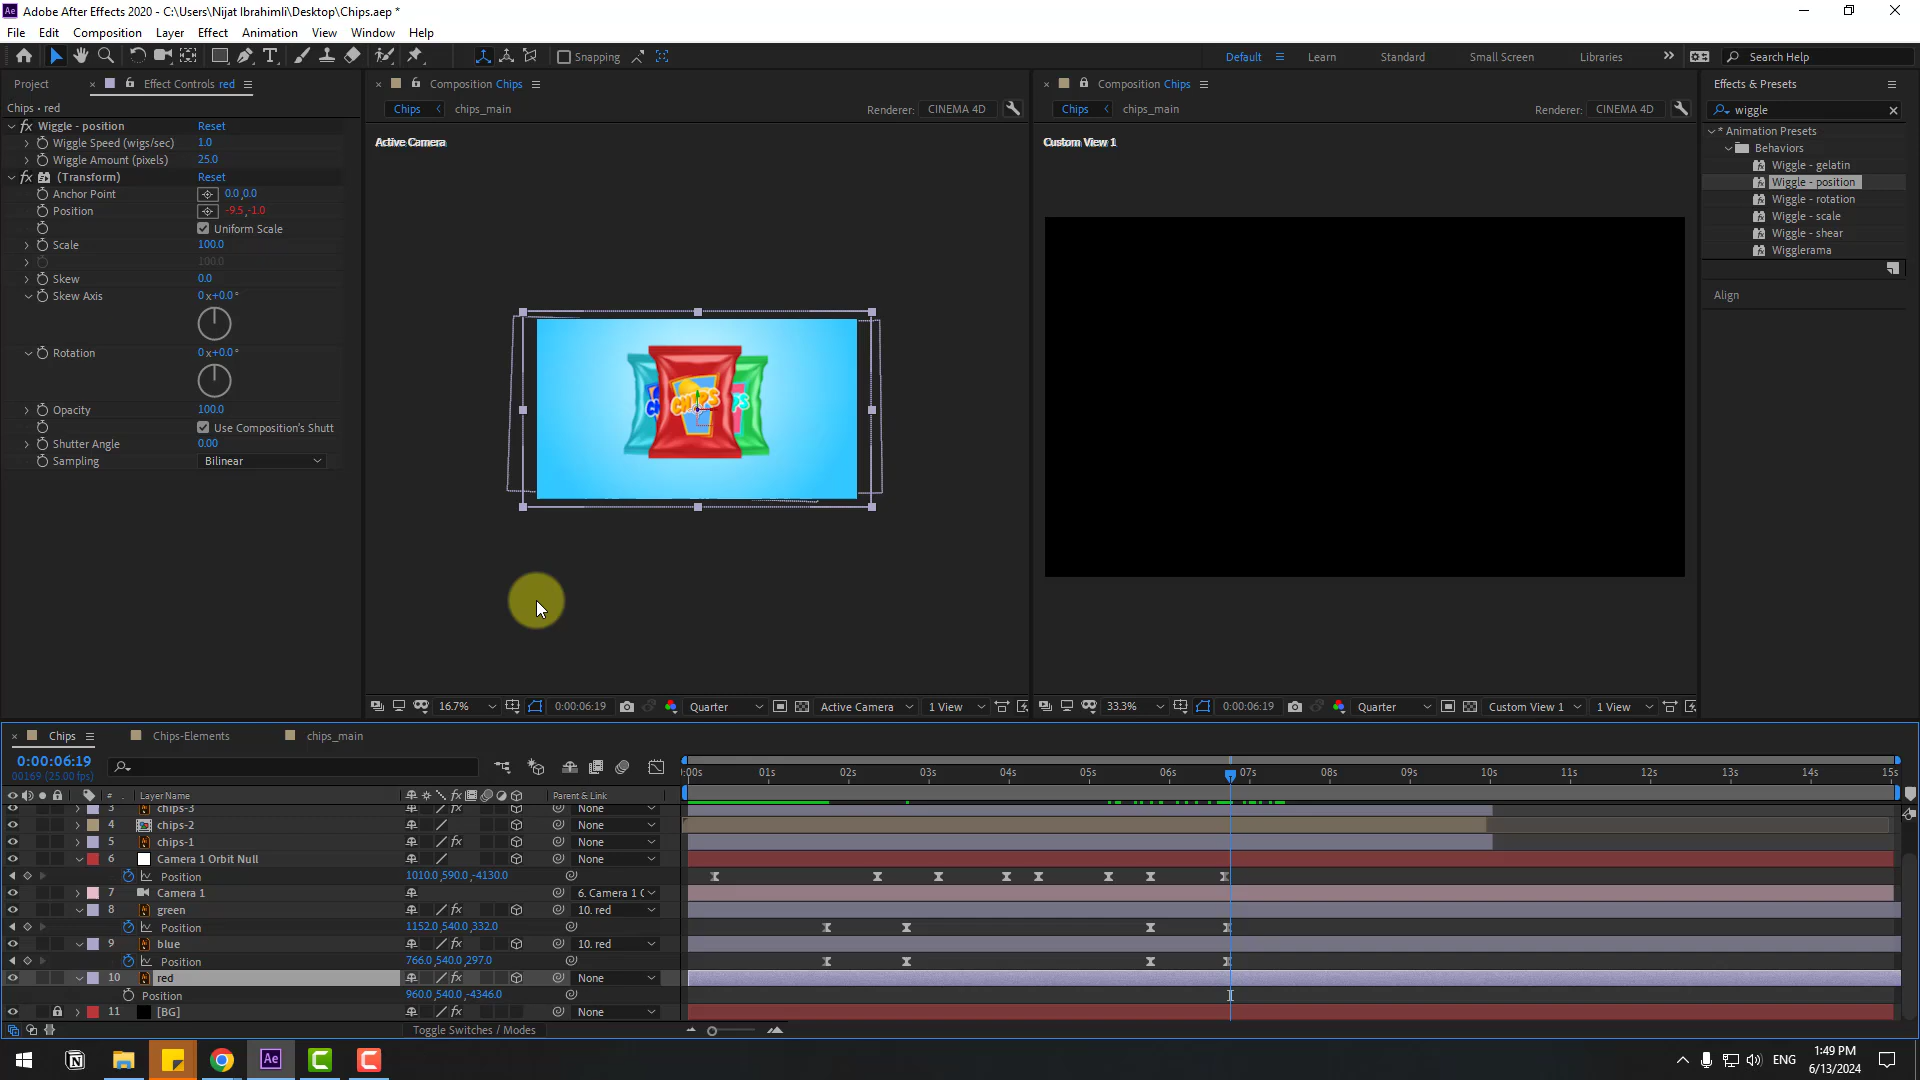 Adobe After Effects 2020 - C:\Users\Nijat Ibrahimli\Desktop\Chips.aep *
File Edit Composition Layer Effect Animation View Window Help
Snapping Default Learn Standard Small Screen Libraries Search Help
Project Effect Controls red Composition Chips Composition Chips Effects & Presets
Chips • red Chips chips_main Renderer: CINEMA 4D Chips chips_main Renderer: CINEMA 4D wiggle
Wiggle - position Reset
* Animation Presets
Wiggle Speed (wigs/sec) 1.0 Active Camera Custom View 1
Behaviors
Wiggle Amount (pixels) 25.0
Wiggle - gelatin
(Transform) Reset
Wiggle - position
Anchor Point 0.0,0.0
Wiggle - rotation
Position -9.5,-1.0
Wiggle - scale
Uniform Scale
Wiggle - shear
Scale 100.0
Wigglerama
100.0
Skew 0.0
Skew Axis 0x+0.0°
Align
Rotation 0x+0.0°
CHIPS
Opacity 100.0
Use Composition's Shutt
Shutter Angle 0.00
Sampling Bilinear
16.7% 0:00:06:19 Quarter Active Camera 1 View 33.3% 0:00:06:19 Quarter Custom View 1 1 View
Chips Chips-Elements chips_main
0:00:06:19
00169 (25.00 fps)
:00s 01s 02s 03s 04s 05s 06s 07s 08s 09s 10s 11s 12s 13s 14s 15s
# Layer Name Parent & Link
3 chips-3 None
4 chips-2 None
5 chips-1 None
6 Camera 1 Orbit Null None
Position 1010.0,590.0,-4130.0
7 Camera 1 6. Camera 1 C
8 green 10. red
Position 1152.0,540.0,332.0
9 blue 10. red
Position 766.0,540.0,297.0
10 red None
Position 960.0,540.0,-4346.0
11 [BG] None
Toggle Switches / Modes
ENG 1:49 PM
6/13/2024